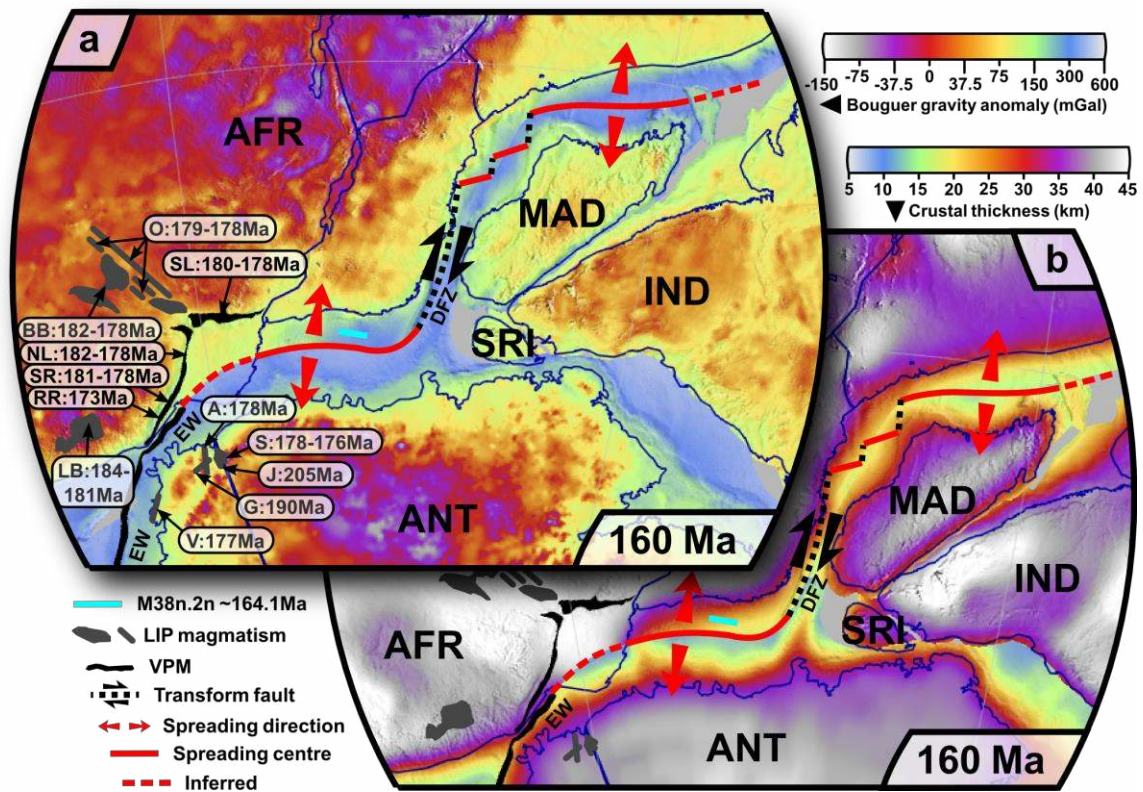 a
AFR
MAD
IND
SRI
DFZ
ANT
EW
EW
O:179-178Ma
SL:180-178Ma
BB:182-178Ma
NL:182-178Ma
SR:181-178Ma
RR:173Ma
LB:184-
181Ma
A:178Ma
S:178-176Ma
J:205Ma
G:190Ma
V:177Ma
160 Ma
-150 -75 -37.5 0 37.5 75 150 300 600
Bouguer gravity anomaly (mGal)
5 10 15 20 25 30 35 40 45
Crustal thickness (km)
b
MAD
IND
DFZ
SRI
AFR
EW
ANT
160 Ma
M38n.2n ~164.1Ma
LIP magmatism
VPM
Transform fault
Spreading direction
Spreading centre
Inferred